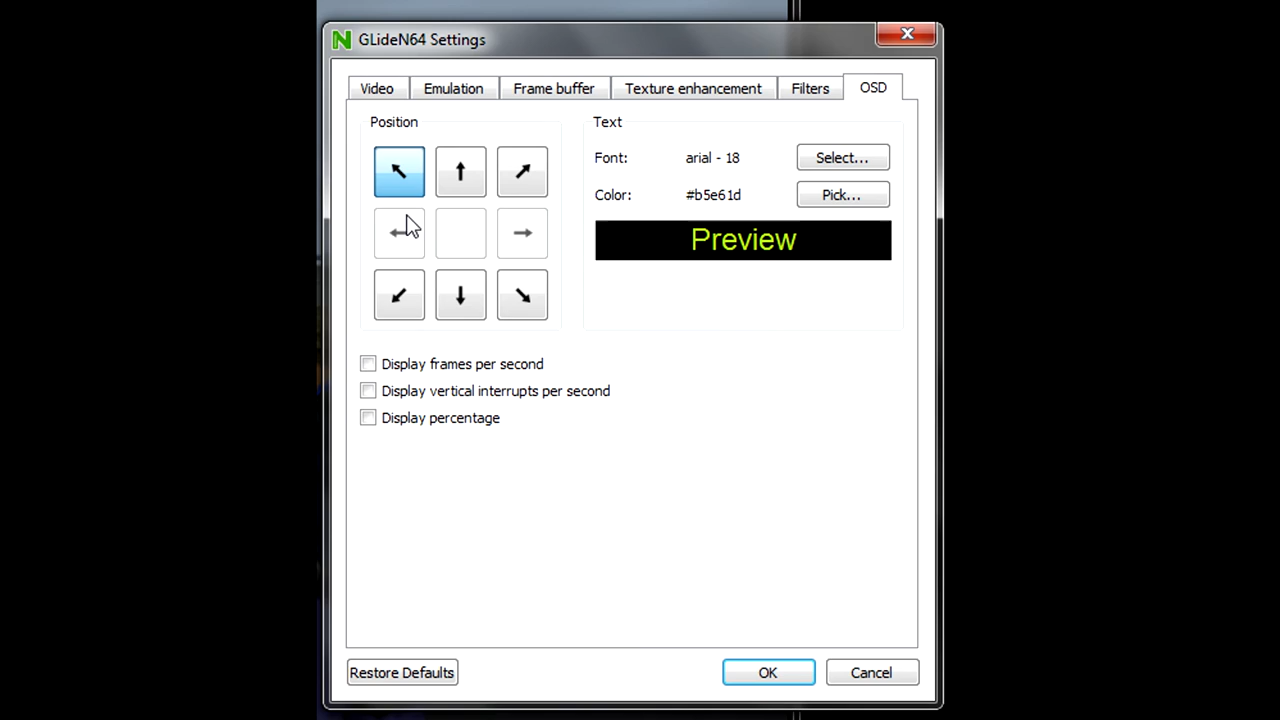 GLideN64 Settings
Video Emulation Frame buffer Texture enhancement Filters OSD
Position
Text
Font: arial - 18 Select...
Color: #b5e61d Pick...
Preview
Display frames per second
Display vertical interrupts per second
Display percentage
Restore Defaults OK Cancel